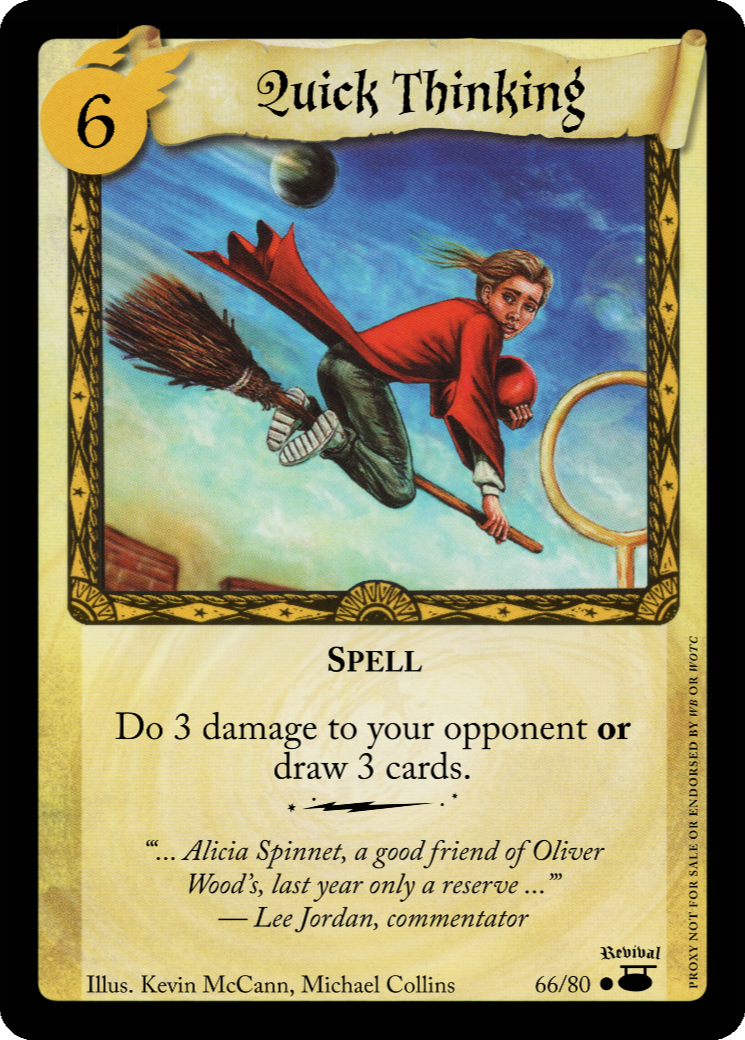 6
Quick Thinking
SPELL
Do 3 damage to your opponent or
draw 3 cards.
“‘... Alicia Spinnet, a good friend of Oliver
Wood’s, last year only a reserve ...’”
— Lee Jordan, commentator
Revival
Illus. Kevin McCann, Michael Collins
66/80
PROXY NOT FOR SALE OR ENDORSED BY WB OR WOTC